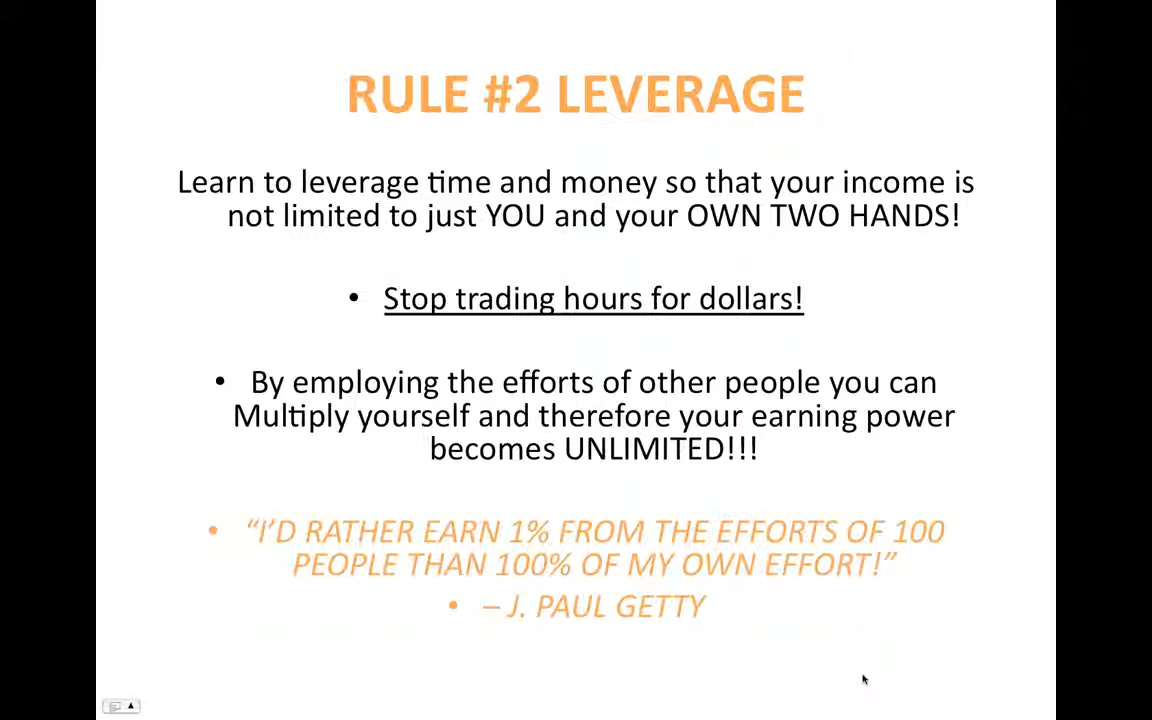 RULE #2 LEVERAGE
Learn to leverage time and money so that your income is
not limited to just YOU and your OWN TWO HANDS!
• Stop trading hours for dollars!
• By employing the efforts of other people you can
Multiply yourself and therefore your earning power
becomes UNLIMITED!!!
• “I’D RATHER EARN 1% FROM THE EFFORTS OF 100
PEOPLE THAN 100% OF MY OWN EFFORT!”
• – J. PAUL GETTY